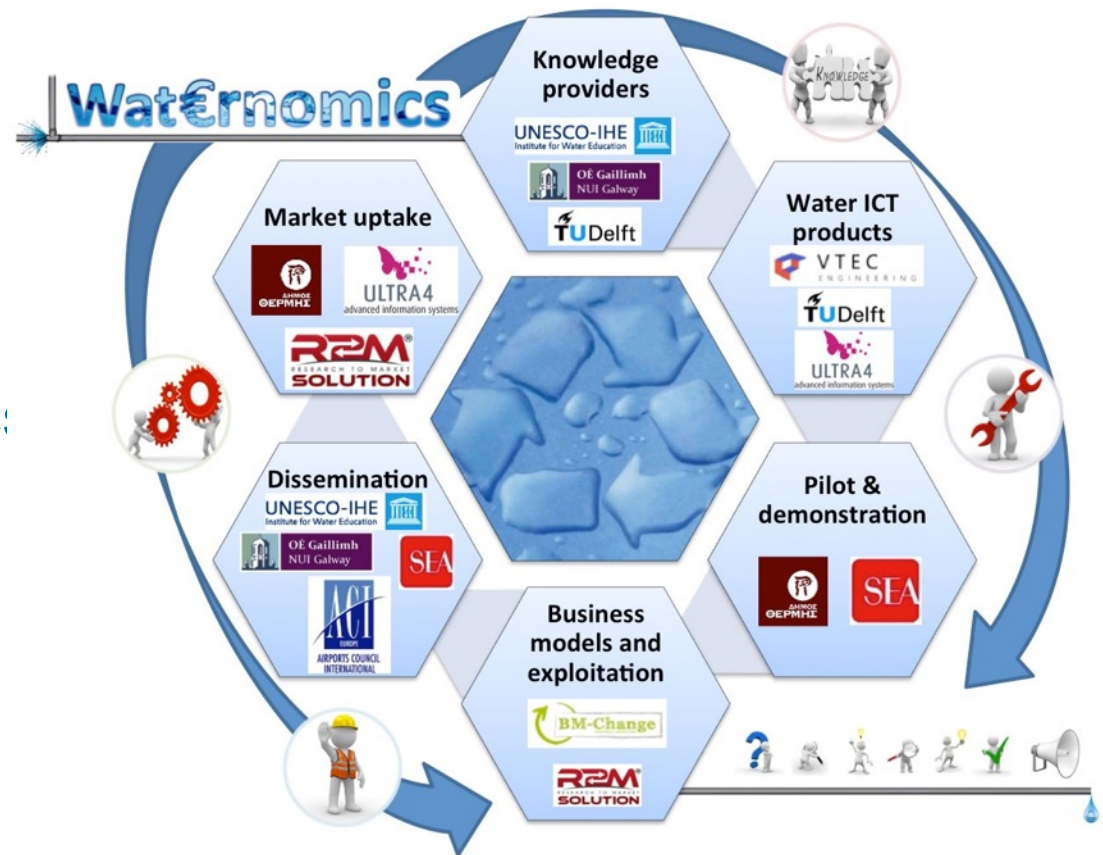 Wat€rnomics
Knowledge
providers
UNESCO-IHE
Institute for Water Education
OÉ Gaillimh
NUI Galway
TUDelft
KNOWLEDGE
Water ICT
products
VTEC
ENGINEERING
TUDelft
ULTRA4
advanced information systems
Pilot &
demonstration
ΔΗΜΟΣ
ΘΕΡΜΗΣ
SEA
Business
models and
exploitation
BM-Change
R2M®
RESEARCH TO MARKET
SOLUTION
Dissemination
UNESCO-IHE
Institute for Water Education
OÉ Gaillimh
NUI Galway
SEA
ACI
EUROPE
AIRPORTS COUNCIL
INTERNATIONAL
Market uptake
ΔΗΜΟΣ
ΘΕΡΜΗΣ
ULTRA4
advanced information systems
R2M®
RESEARCH TO MARKET
SOLUTION